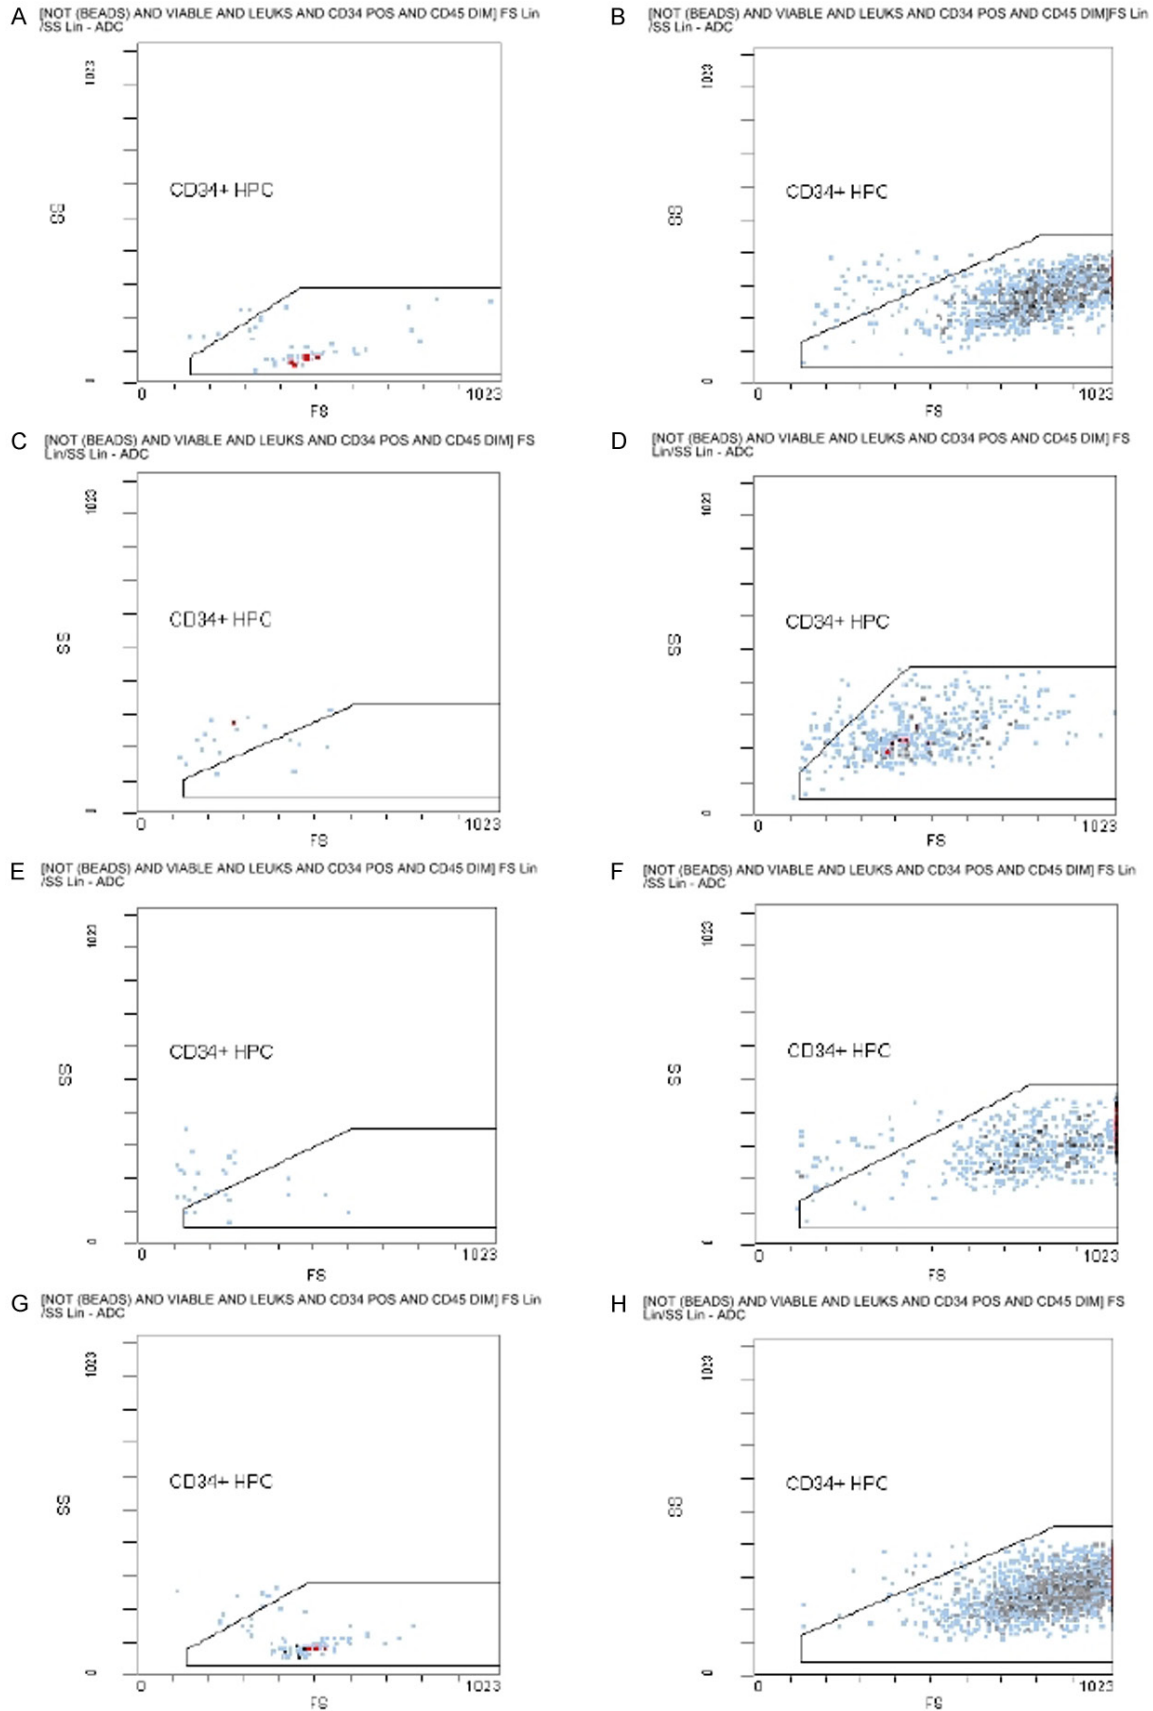 A
[NOT (BEADS) AND VIABLE AND LEUKS AND CD34 POS AND CD45 DIM] FS Lin
/SS Lin - ADC
1023
CD34+ HPC
SS
0
0
1023
FS
B
[NOT (BEADS) AND VIABLE AND LEUKS AND CD34 POS AND CD45 DIM]FS Lin
/SS Lin - ADC
1023
CD34+ HPC
SS
0
0
1023
FS
C
[NOT (BEADS) AND VIABLE AND LEUKS AND CD34 POS AND CD45 DIM] FS
Lin/SS Lin - ADC
1023
CD34+ HPC
SS
0
0
1023
FS
D
[NOT (BEADS) AND VIABLE AND LEUKS AND CD34 POS AND CD45 DIM] FS
Lin/SS Lin - ADC
1023
CD34+ HPC
SS
0
0
1023
FS
E
[NOT (BEADS) AND VIABLE AND LEUKS AND CD34 POS AND CD45 DIM] FS Lin
/SS Lin - ADC
1023
CD34+ HPC
SS
0
0
1023
FS
F
[NOT (BEADS) AND VIABLE AND LEUKS AND CD34 POS AND CD45 DIM] FS Lin
/SS Lin - ADC
1023
CD34+ HPC
SS
0
1023
FS
G
[NOT (BEADS) AND VIABLE AND LEUKS AND CD34 POS AND CD45 DIM] FS Lin
/SS Lin - ADC
1023
CD34+ HPC
SS
0
0
1023
FS
H
[NOT (BEADS) AND VIABLE AND LEUKS AND CD34 POS AND CD45 DIM] FS
Lin/SS Lin - ADC
1023
CD34+ HPC
SS
0
0
1023
FS